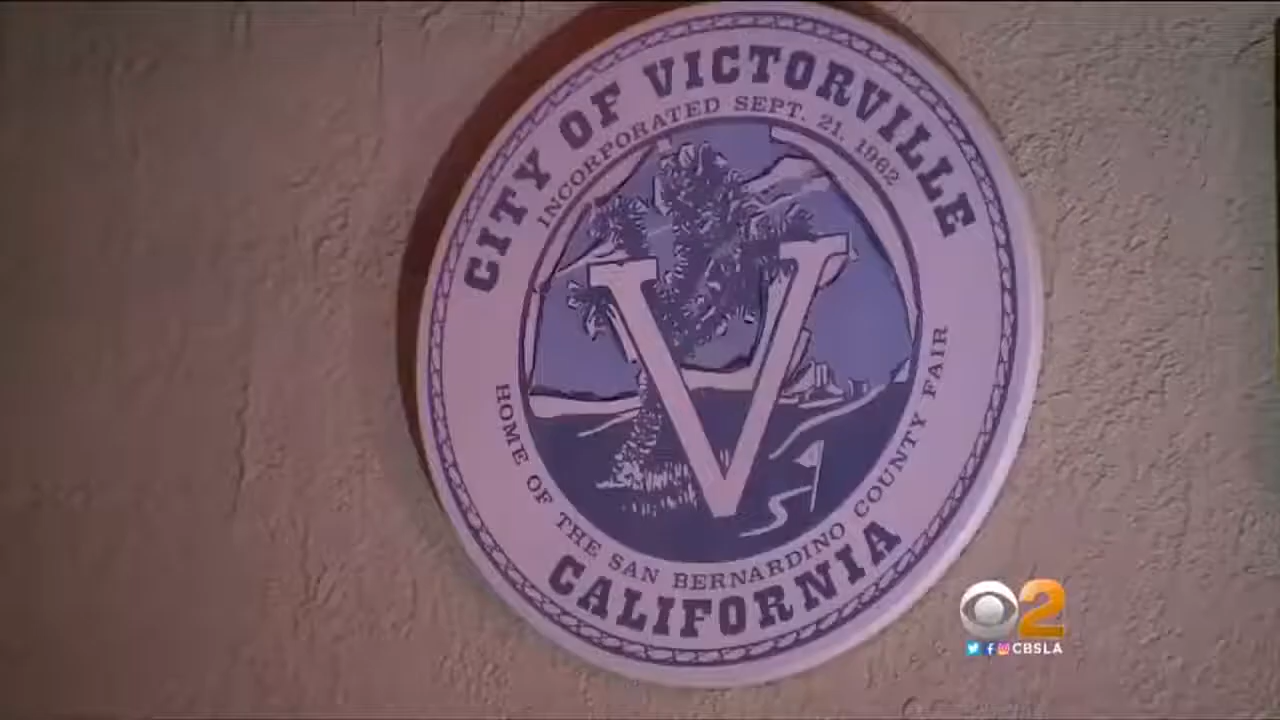 CITY OF VICTORVILLE
INCORPORATED SEPT. 21, 1962
V
HOME OF THE SAN BERNARDINO COUNTY FAIR
CALIFORNIA
2
CBSLA